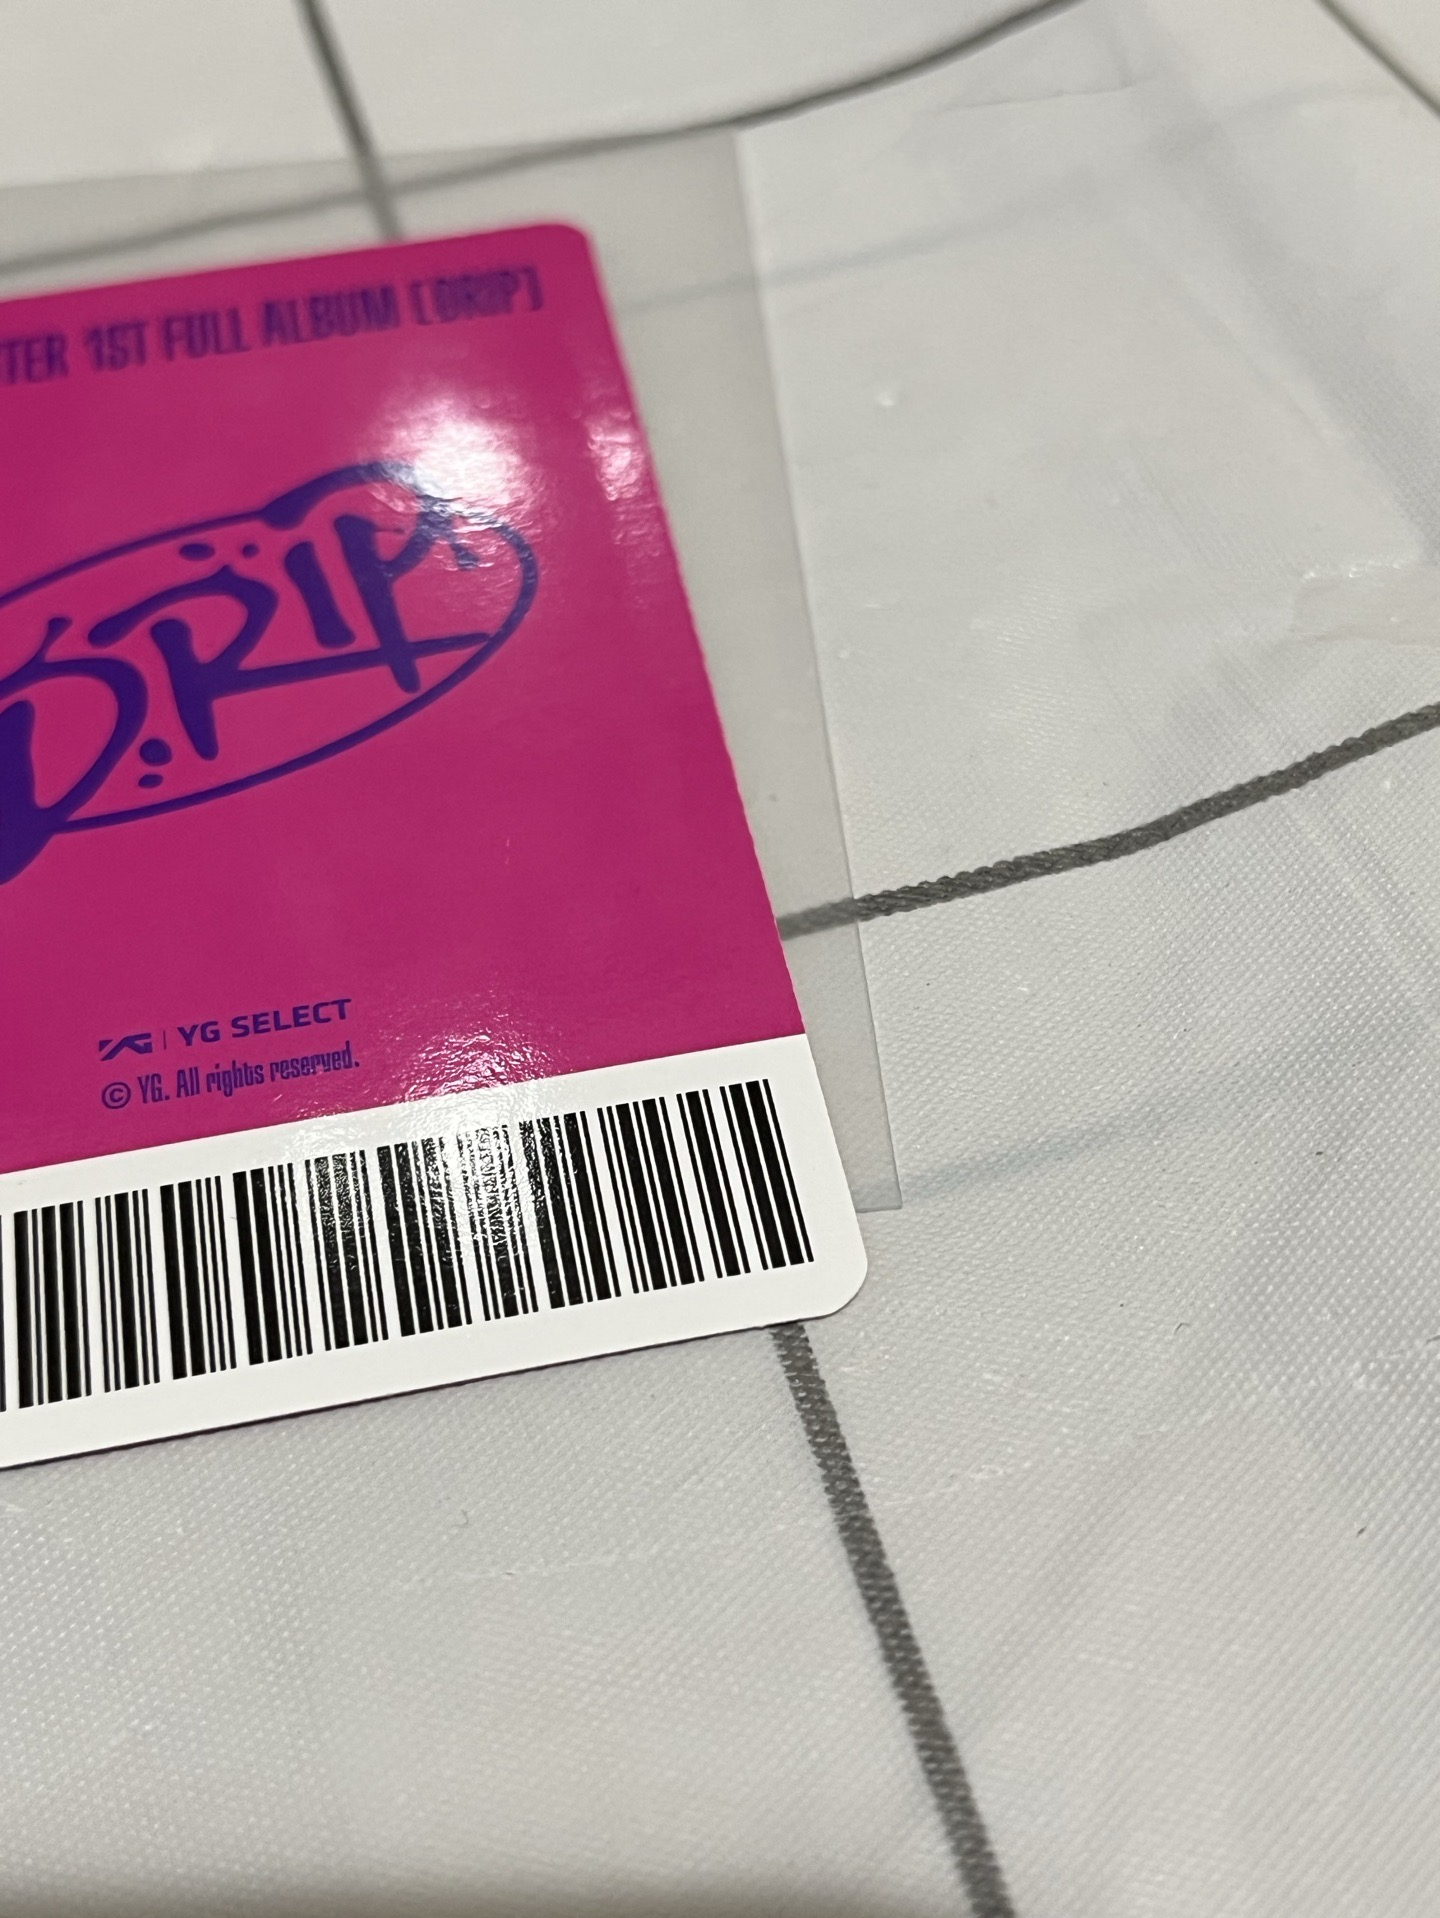 TER 1ST FULL ALBUM [DRIP]
DRIP
YG | YG SELECT
© YG. All rights reserved.